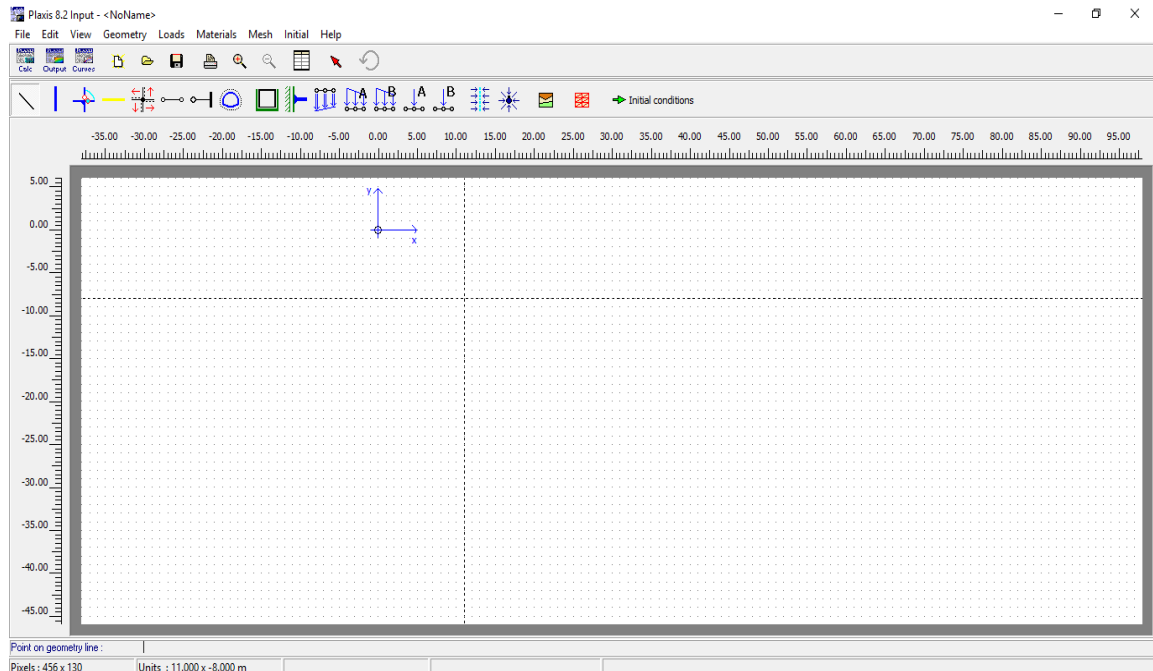 Plaxis 8.2 Input - <NoName>
File Edit View Geometry Loads Materials Mesh Initial Help
Calc Output Curves
A B A B Initial conditions
-35.00 -30.00 -25.00 -20.00 -15.00 -10.00 -5.00 0.00 5.00 10.00 15.00 20.00 25.00 30.00 35.00 40.00 45.00 50.00 55.00 60.00 65.00 70.00 75.00 80.00 85.00 90.00 95.00
5.00
y
0.00
x
-5.00
-10.00
-15.00
-20.00
-25.00
-30.00
-35.00
-40.00
-45.00
Point on geometry line :
Pixels : 456 x 130 Units : 11.000 x -8.000 m